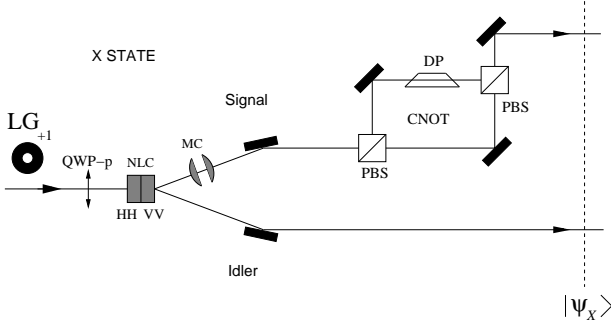 X STATE
DP
PBS
Signal
CNOT
LG+1
MC
QWP-p
NLC
PBS
HH VV
Idler
|ψX⟩